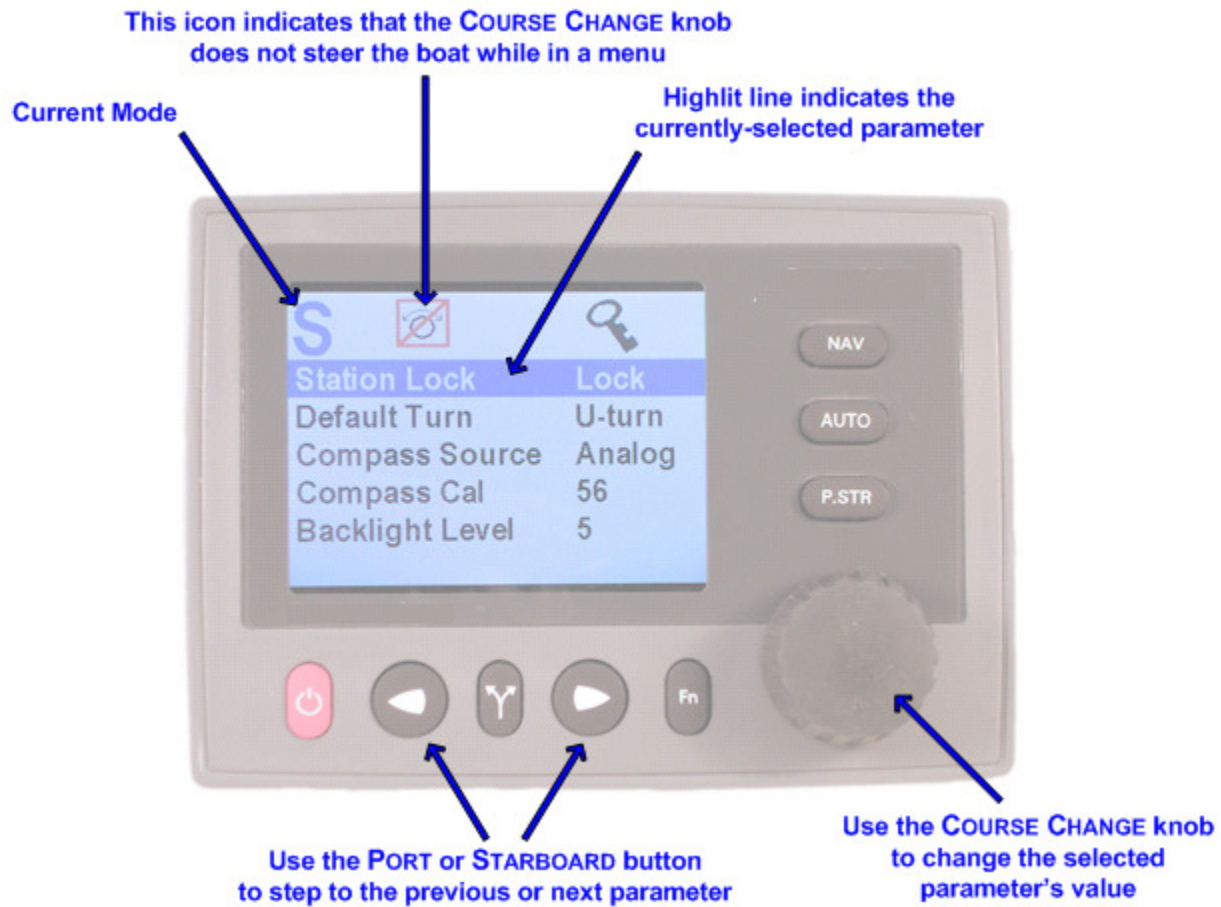 This icon indicates that the COURSE CHANGE knob
does not steer the boat while in a menu
Current Mode
Highlit line indicates the
currently-selected parameter
S
Station Lock Lock
Default Turn U-turn
Compass Source Analog
Compass Cal 56
Backlight Level 5
NAV
AUTO
P.STR
Fn
Use the PORT or STARBOARD button
to step to the previous or next parameter
Use the COURSE CHANGE knob
to change the selected
parameter's value